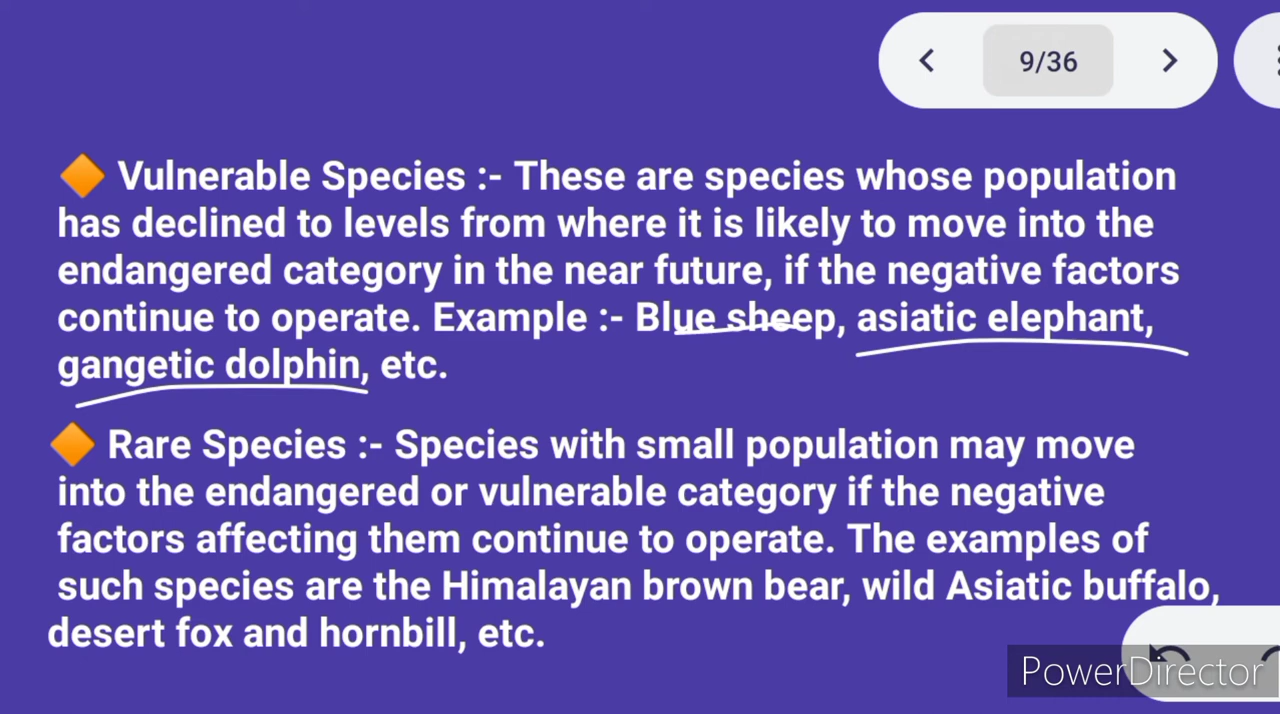 9/36
🔶 Vulnerable Species :- These are species whose population
has declined to levels from where it is likely to move into the
endangered category in the near future, if the negative factors
continue to operate. Example :- Blue sheep, asiatic elephant,
gangetic dolphin, etc.
🔶 Rare Species :- Species with small population may move
into the endangered or vulnerable category if the negative
factors affecting them continue to operate. The examples of
such species are the Himalayan brown bear, wild Asiatic buffalo,
desert fox and hornbill, etc.
PowerDirector